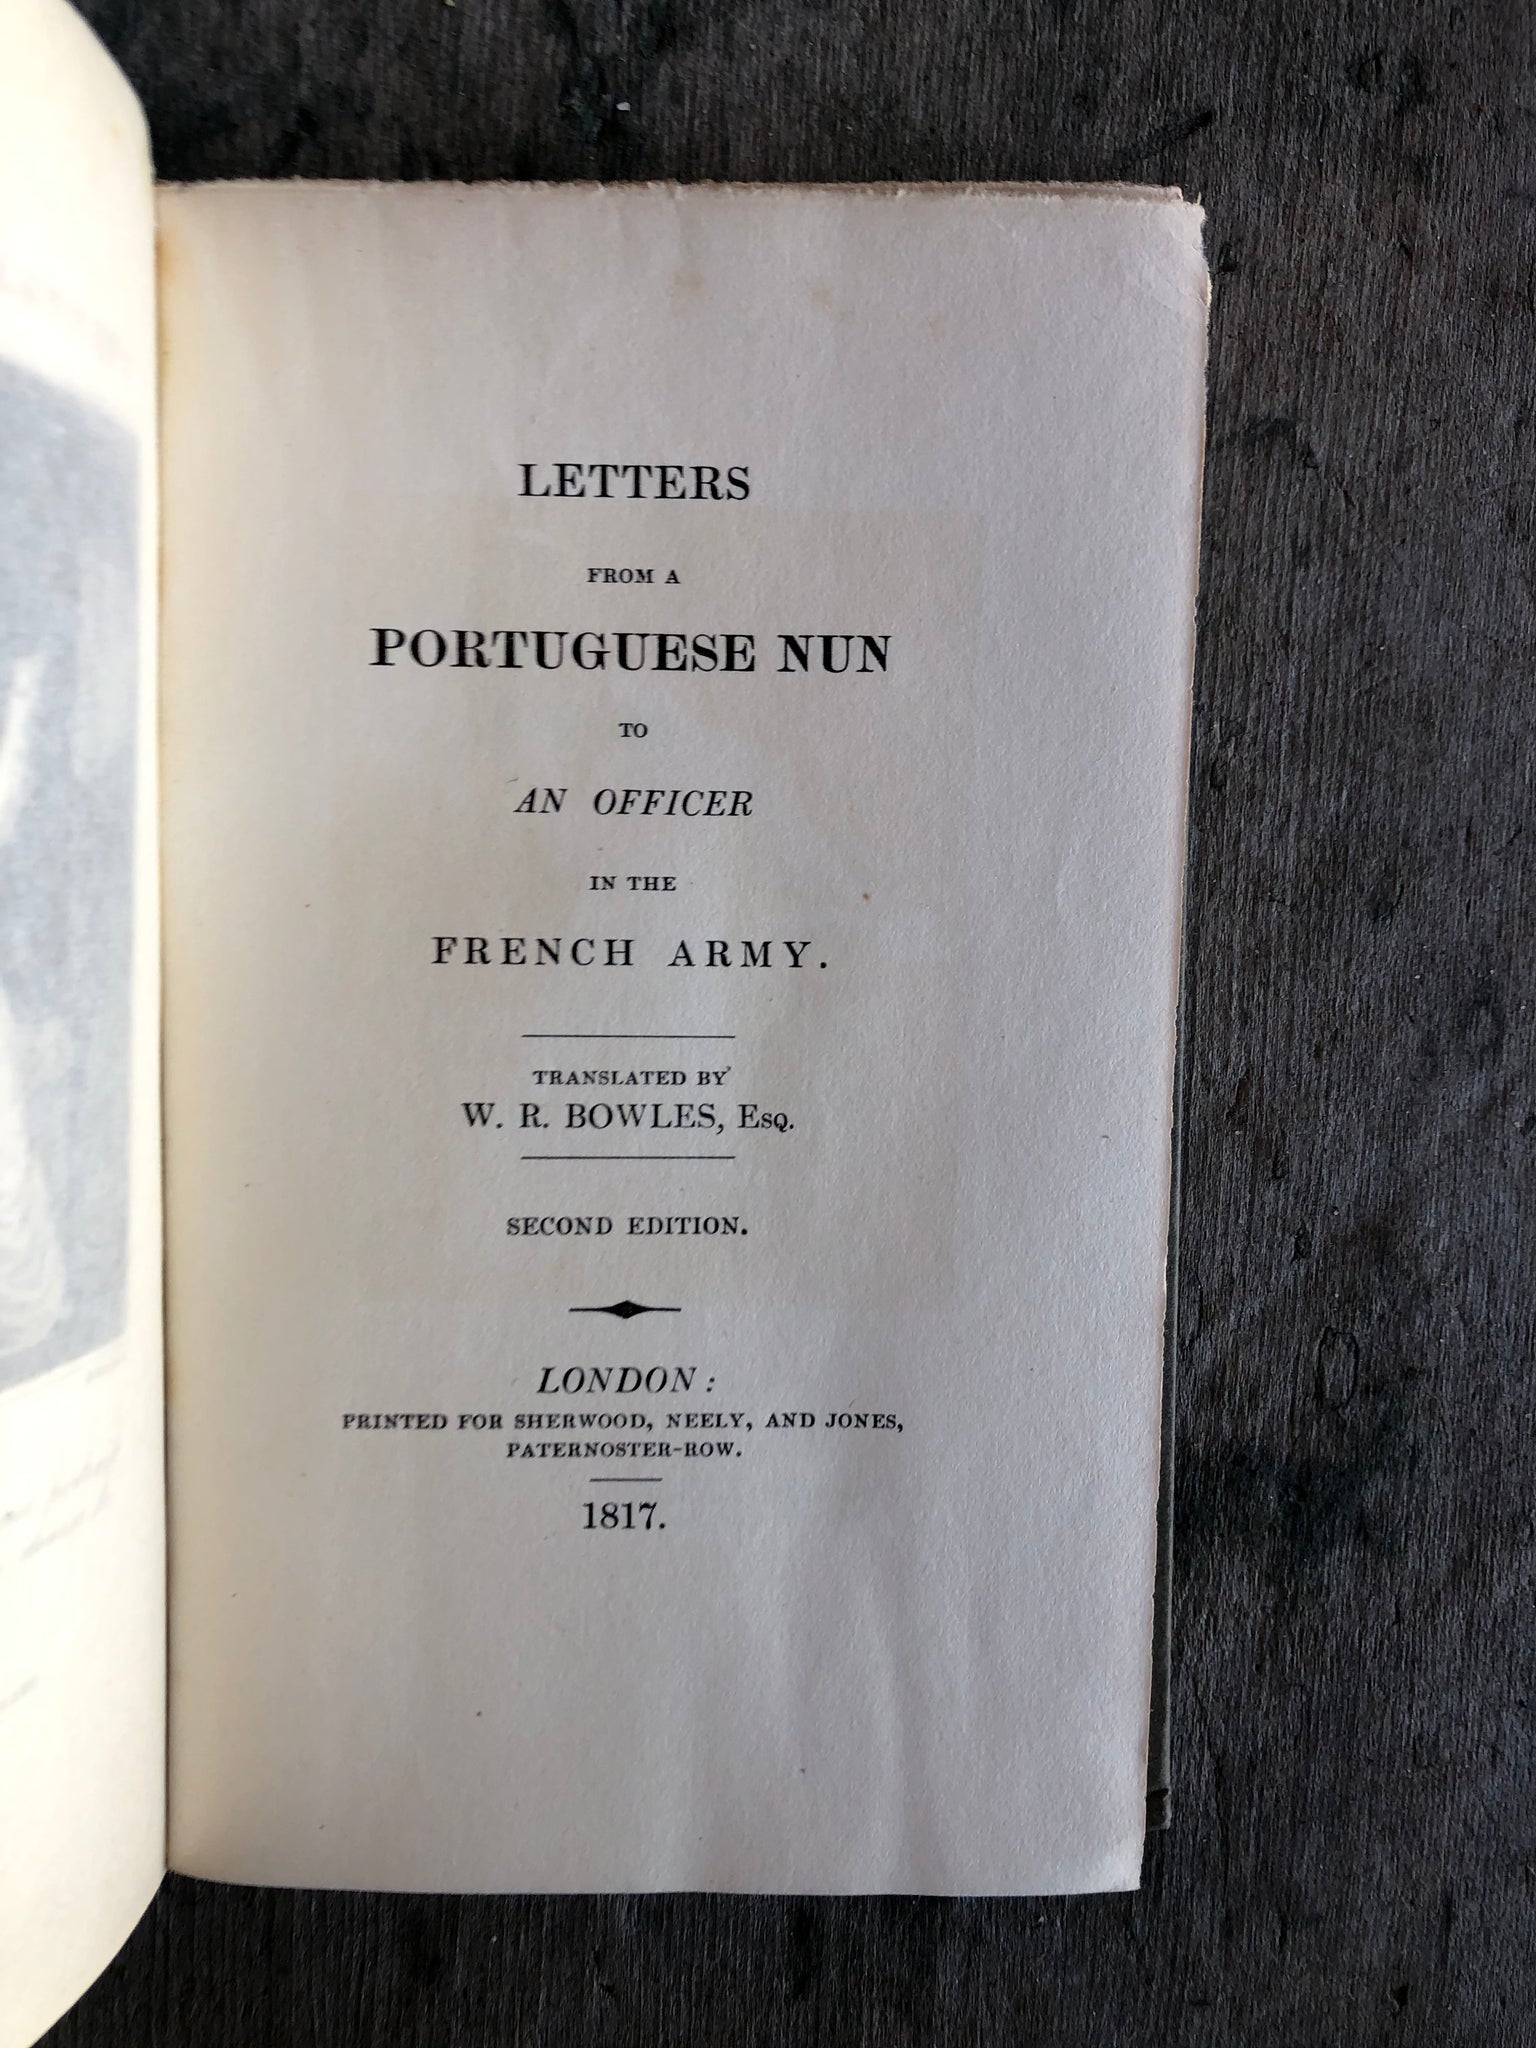 LETTERS
FROM A
PORTUGUESE NUN
TO
AN OFFICER
IN THE
FRENCH ARMY.
TRANSLATED BY
W. R. BOWLES, Esq.
SECOND EDITION.
LONDON:
PRINTED FOR SHERWOOD, NEELY, AND JONES,
PATERNOSTER-ROW.
1817.